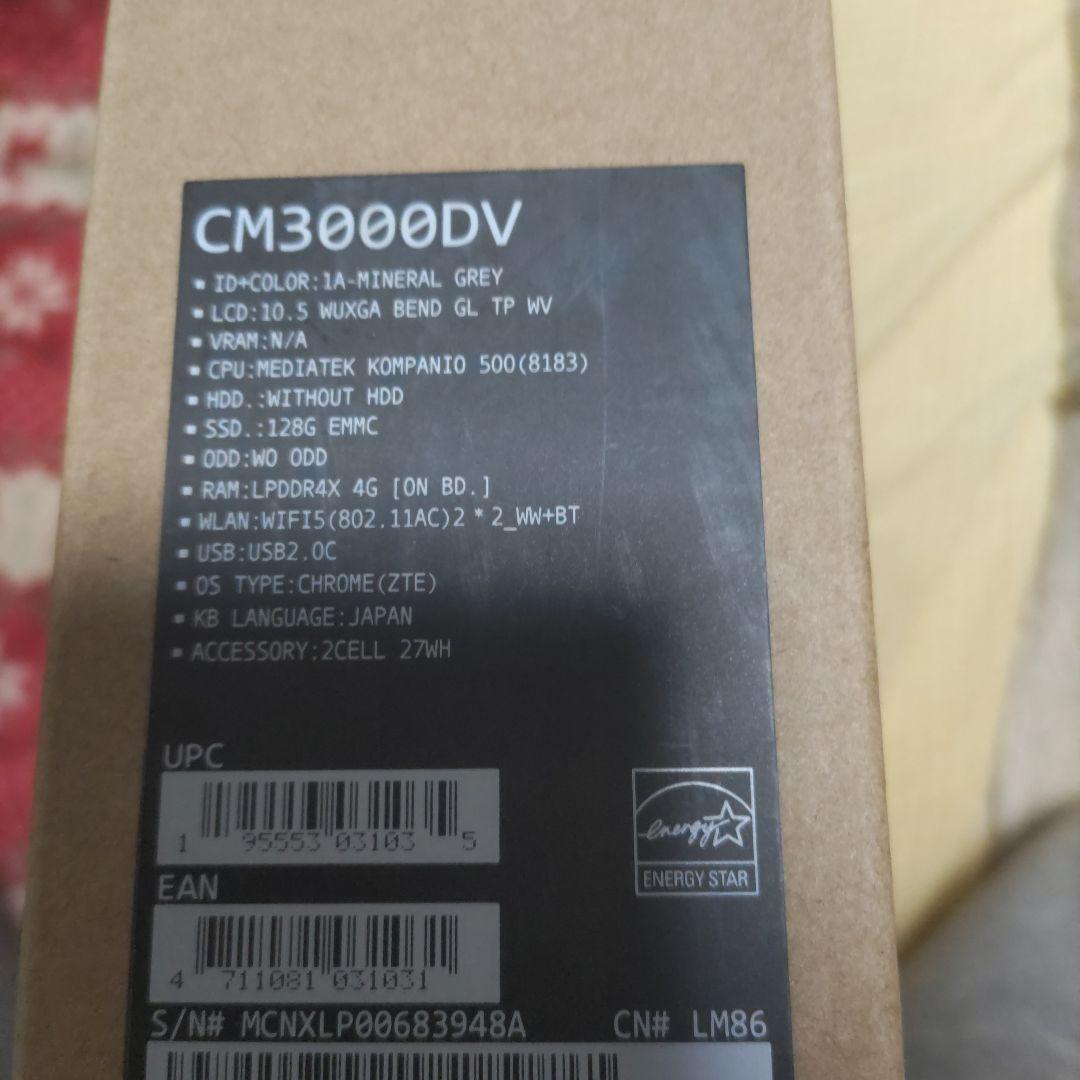 CM3000DV
▪ ID+COLOR:1A-MINERAL GREY
▪ LCD:10.5 WUXGA BEND GL TP WV
▪ VRAM:N/A
▪ CPU:MEDIATEK KOMPANIO 500(8183)
▪ HDD.:WITHOUT HDD
▪ SSD.:128G EMMC
▪ ODD:WO ODD
▪ RAM:LPDDR4X 4G [ON BD.]
▪ WLAN:WIFI5(802.11AC)2*2_WW+BT
▪ USB:USB2.0C
▪ OS TYPE:CHROME(ZTE)
▪ KB LANGUAGE:JAPAN
▪ ACCESSORY:2CELL 27WH
UPC
1 95553 03103 5
energy
ENERGY STAR
EAN
4 711081 031031
S/N# MCNXLP00683948A CN# LM86